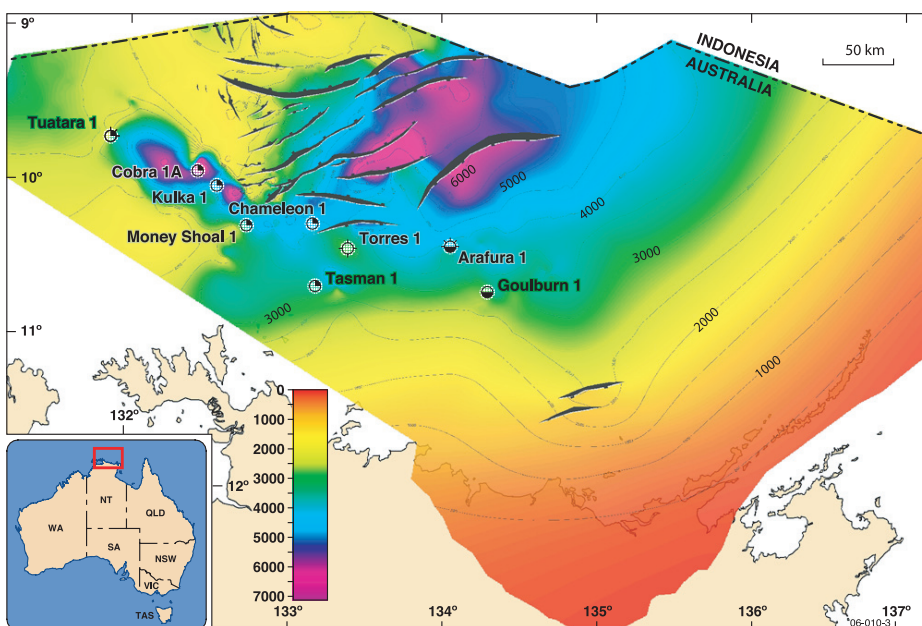 9°
INDONESIA
AUSTRALIA
50 km
Tuatara 1
10°
Cobra 1A
Kulka 1
Chameleon 1
Money Shoal 1
Torres 1
Arafura 1
Tasman 1
Goulburn 1
6000
5000
4000
3000
3000
2000
1000
11°
132°
12°
0
1000
2000
3000
4000
5000
6000
7000
WA
NT
QLD
SA
NSW
VIC
TAS
133°
134°
135°
136°
137°
06-010-3